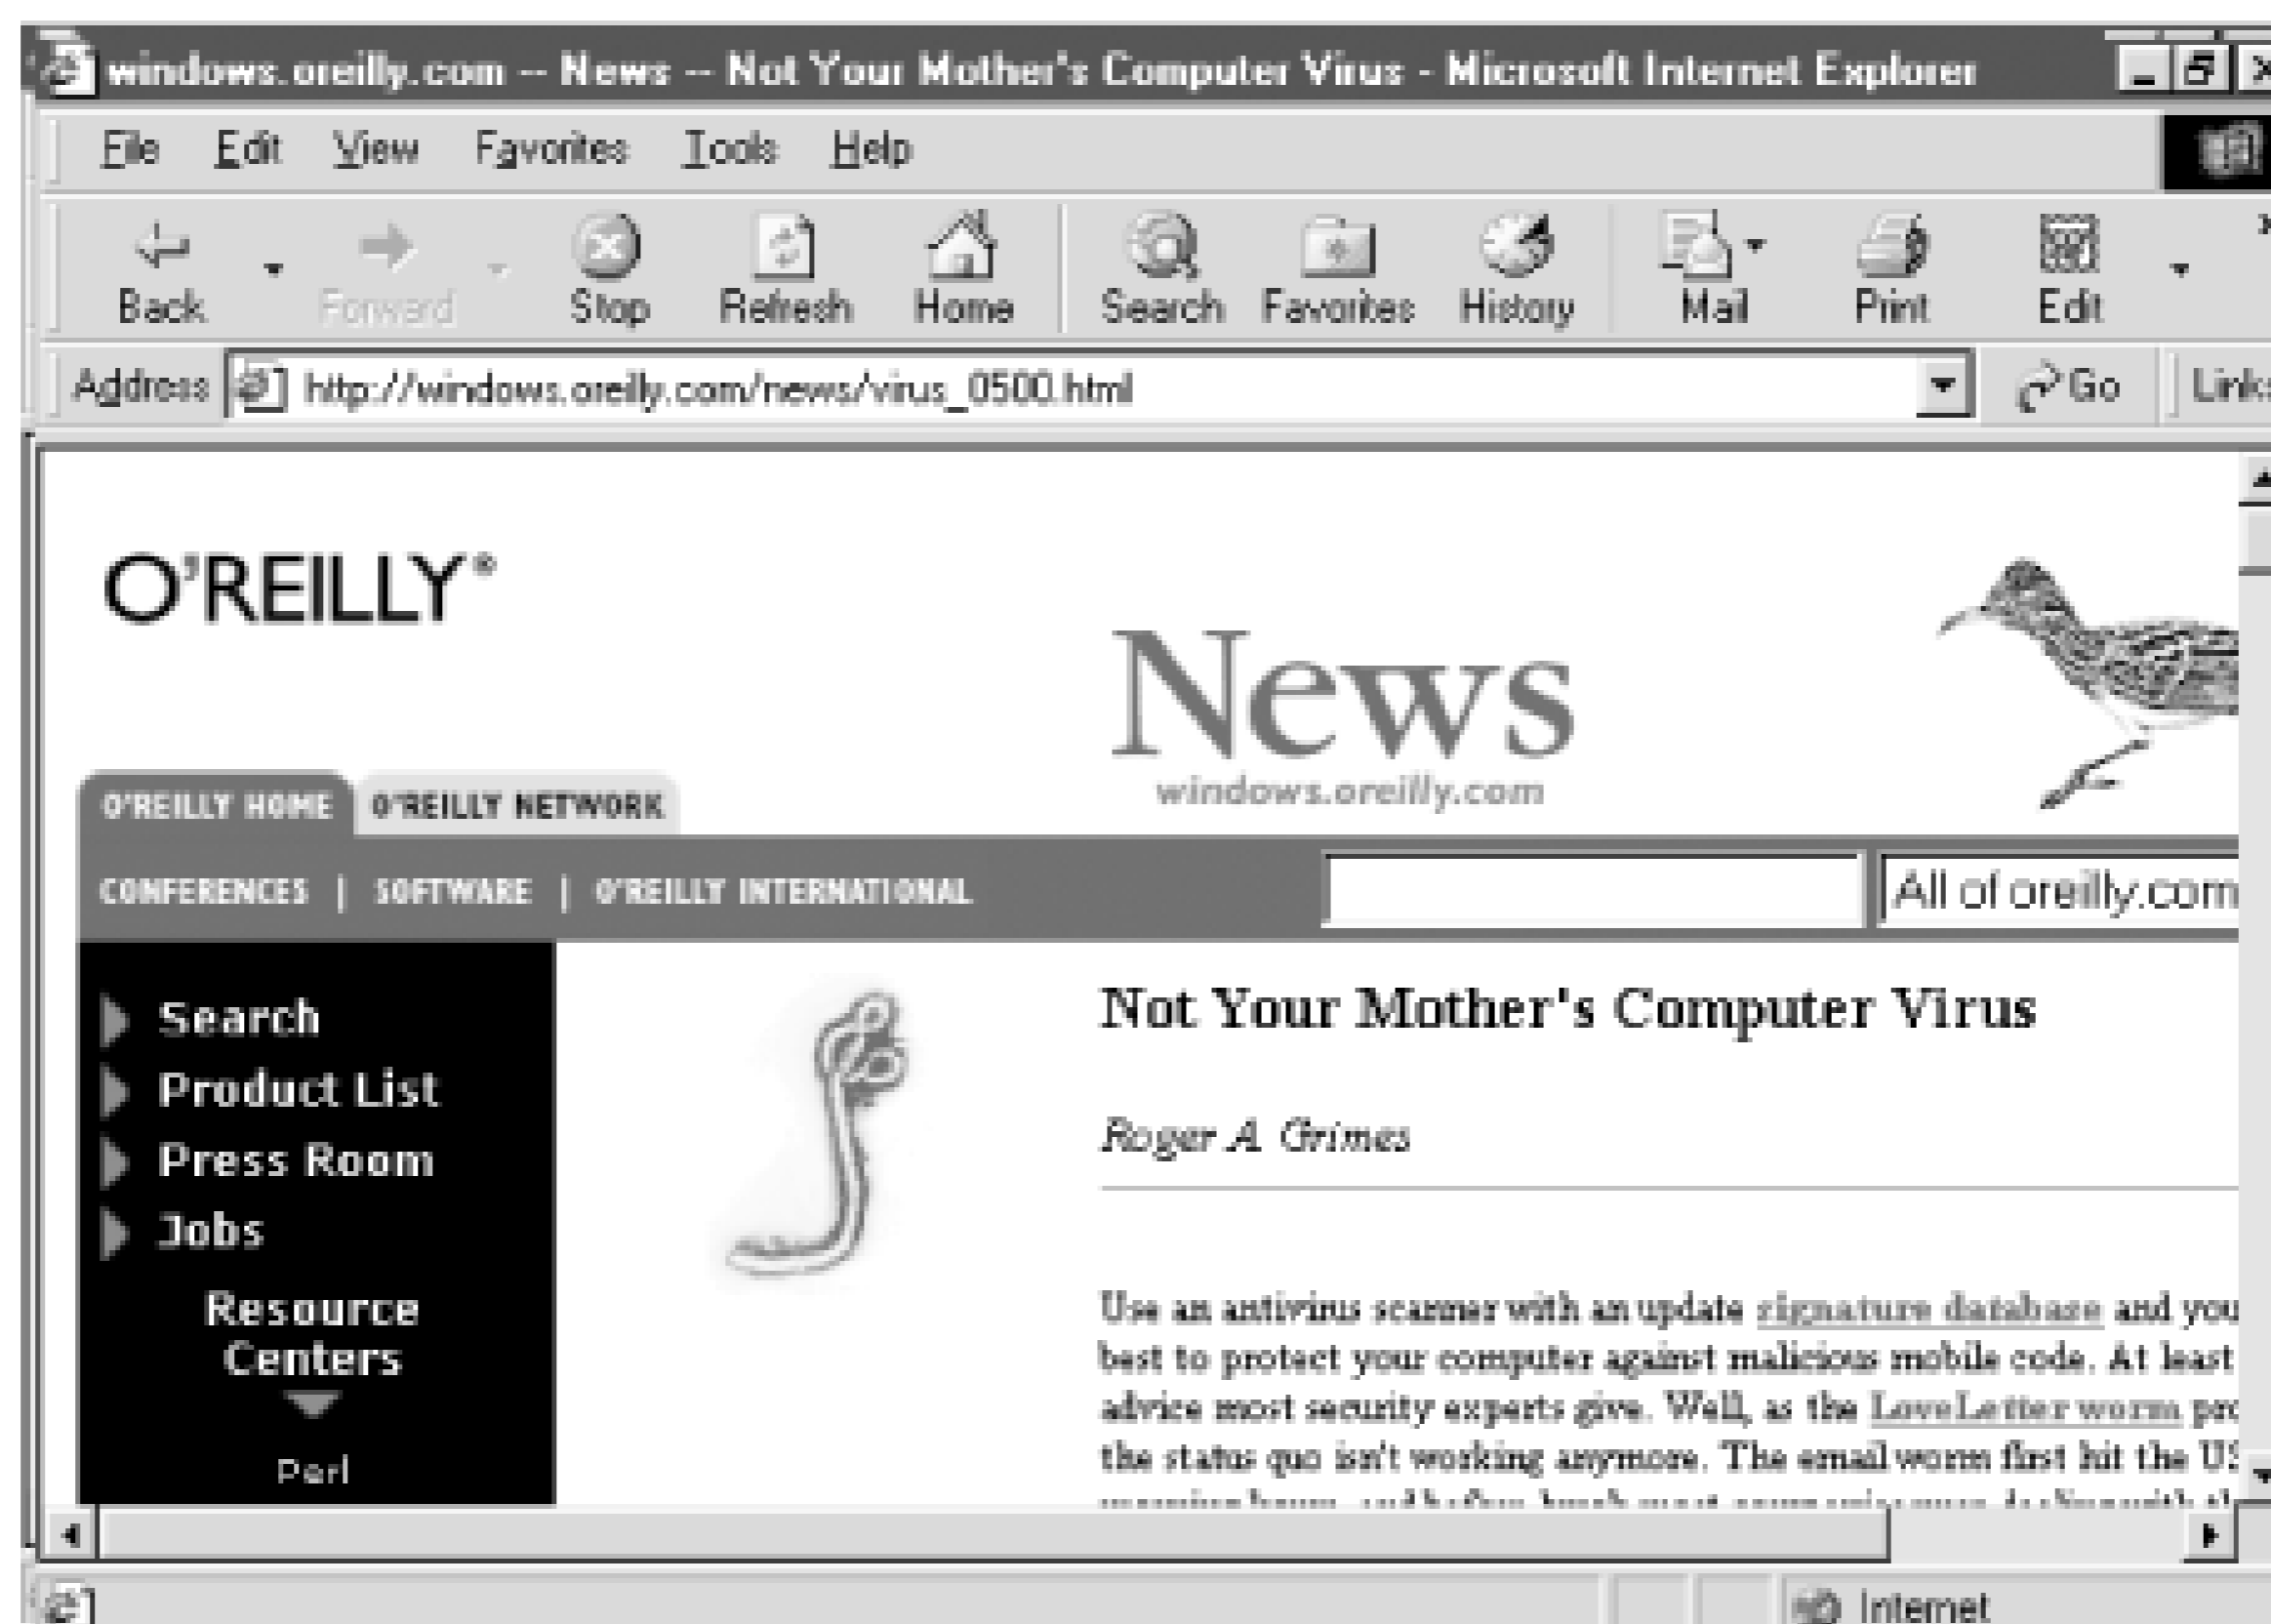 windows.oreilly.com -- News -- Not Your Mother's Computer Virus - Microsoft Internet Explorer
File Edit View Favorites Tools Help
Back Forward Stop Refresh Home Search Favorites History Mail Print Edit
Address http://windows.oreilly.com/news/virus_0500.html Go Links
O'REILLY®
News
windows.oreilly.com
O'REILLY HOME O'REILLY NETWORK
CONFERENCES | SOFTWARE | O'REILLY INTERNATIONAL All of oreilly.com
Search
Product List
Press Room
Jobs
Resource
Centers
Perl
Not Your Mother's Computer Virus
Roger A. Grimes
Use an antivirus scanner with an update signature database and you
best to protect your computer against malicious mobile code. At least
advice most security experts give. Well, as the LoveLetter worm pro
the status quo isn't working anymore. The email worm first hit the US
Internet